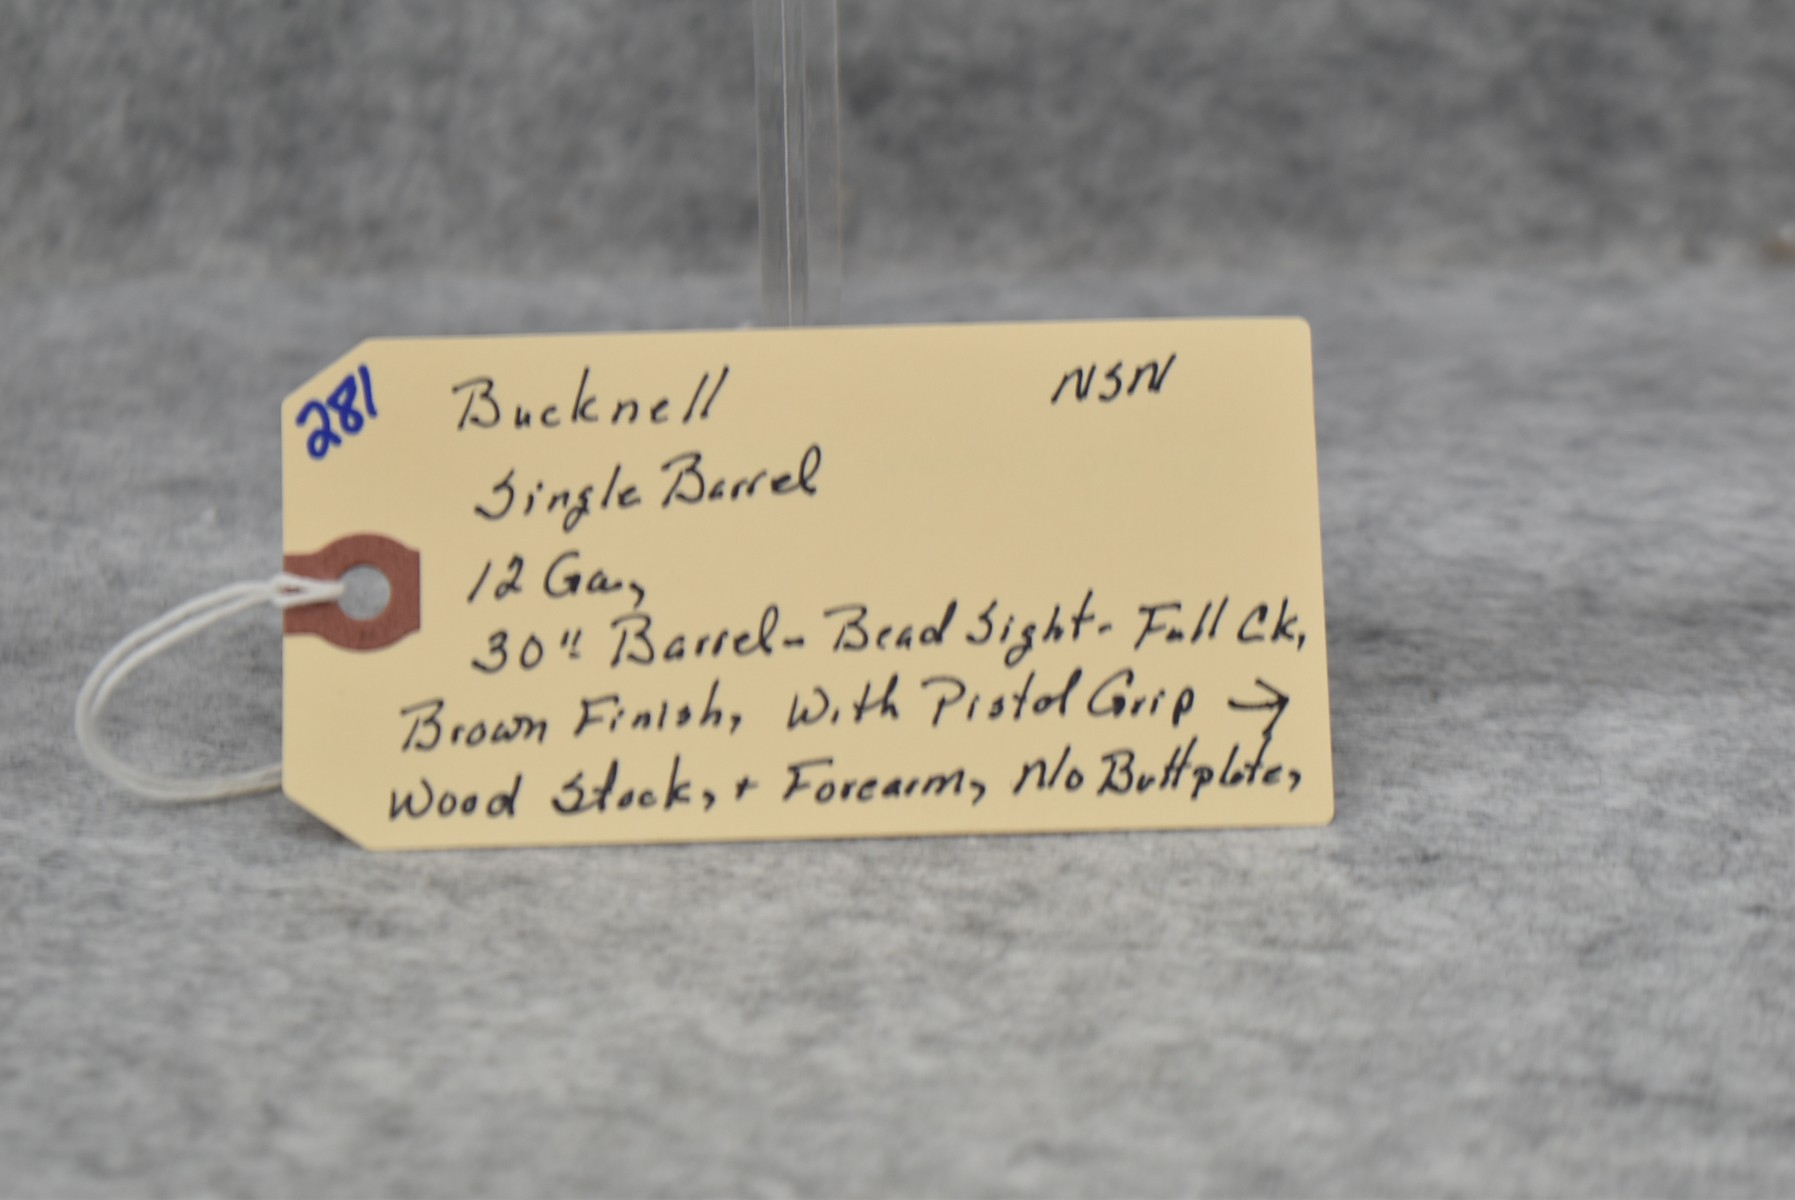 281
Bucknell NSN
Single Barrel
12 Ga,
30" Barrel - Bead Sight - Full Ck,
Brown Finish, With Pistol Grip →
Wood Stock, + Forearm, N/o Buttplate,